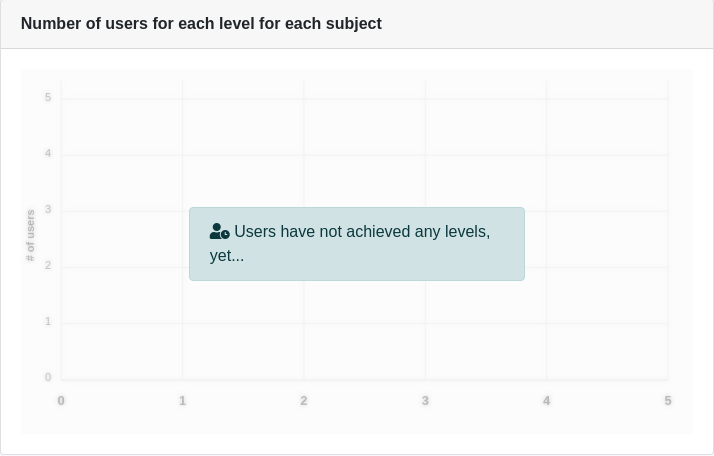 Number of users for each level for each subject
5
4
3
2
1
0
# of users
Users have not achieved any levels,
yet...
0 1 2 3 4 5